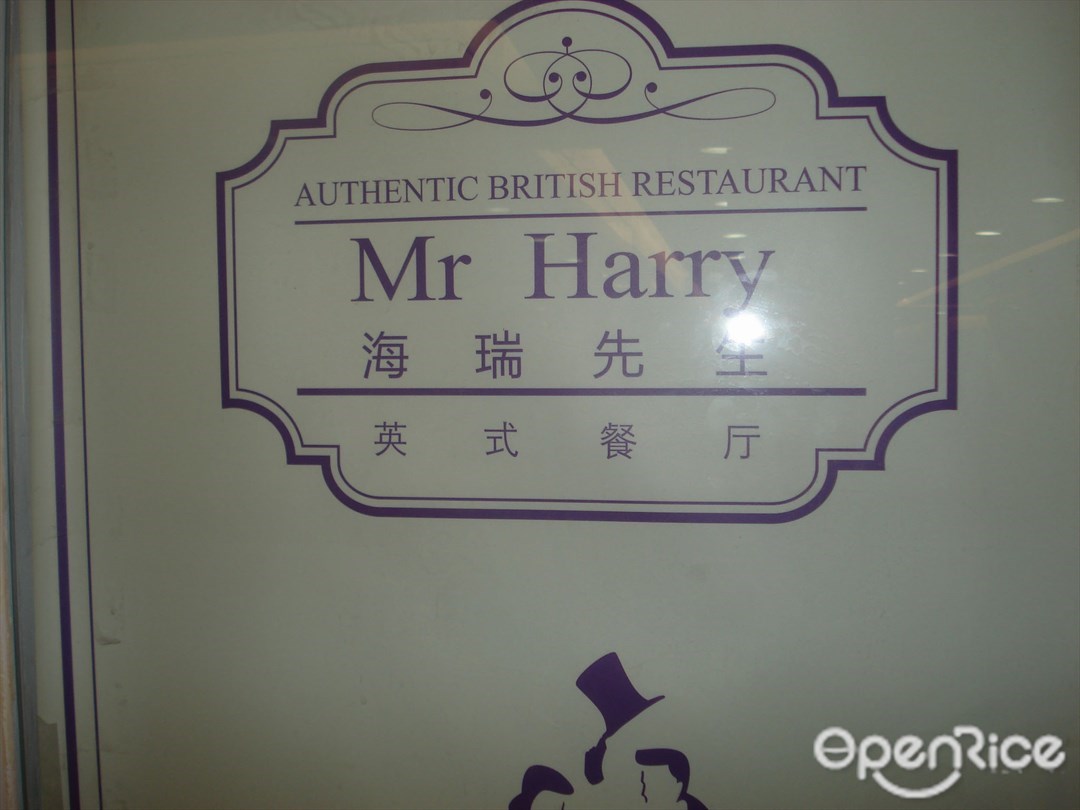 AUTHENTIC BRITISH RESTAURANT
Mr Harry
海瑞先生
英式餐厅
OpenRice